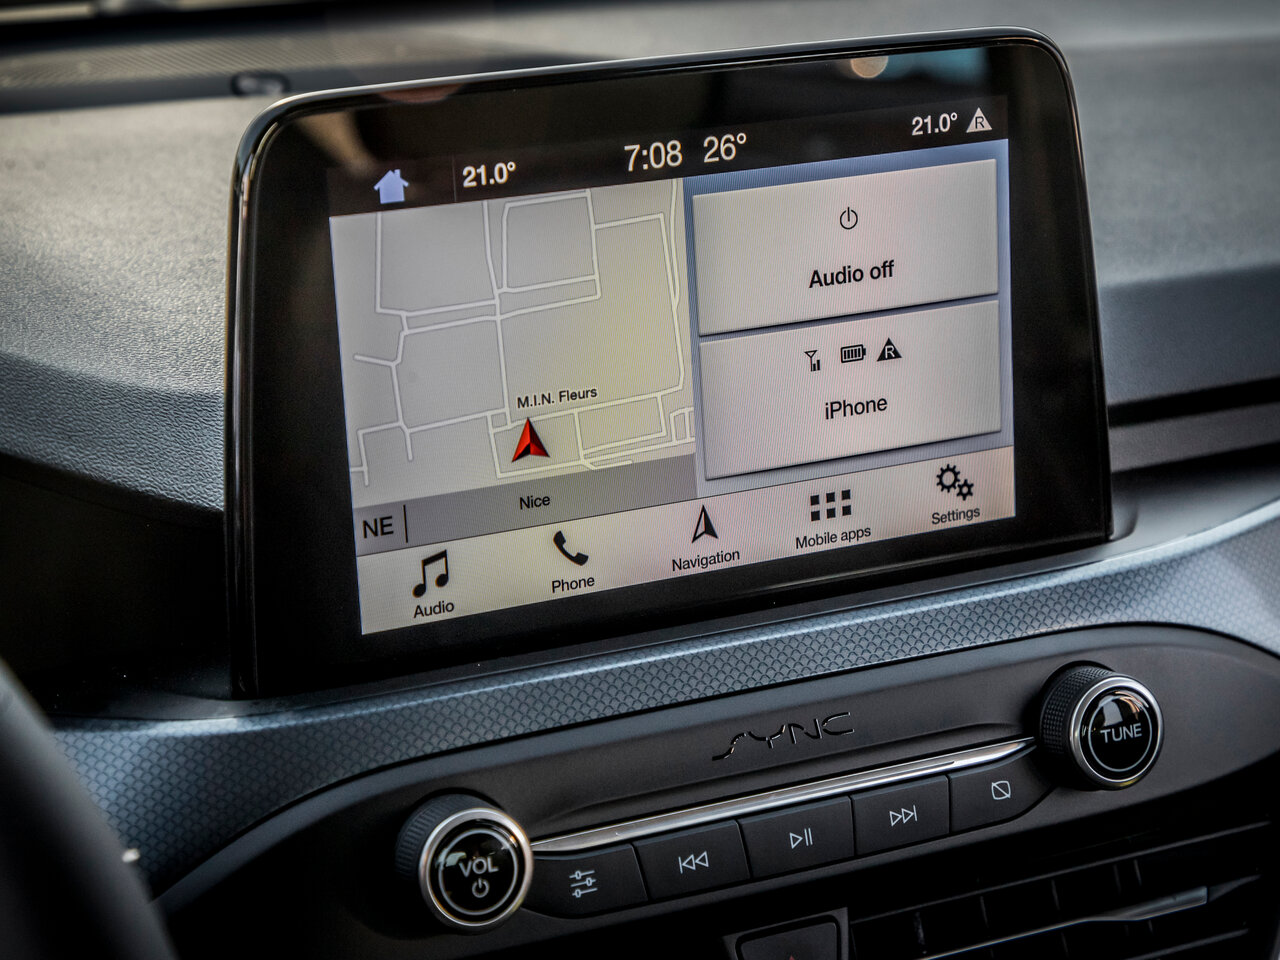 21.0° 7:08 26° 21.0° R
Audio off
R
iPhone
M.I.N. Fleurs
NE Nice
Audio Phone Navigation Mobile apps Settings
SYNC
TUNE
VOL